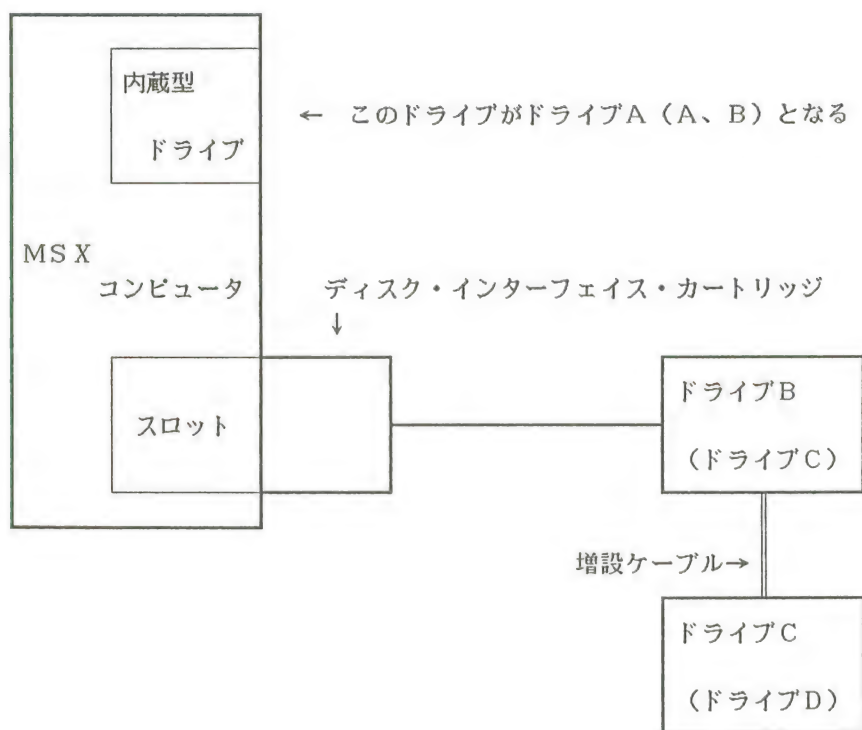 内蔵型
ドライブ
← このドライブがドライブA(A、B)となる
MSX
コンピュータ
ディスク・インターフェイス・カートリッジ
↓
スロット
ドライブB
(ドライブC)
増設ケーブル→
ドライブC
(ドライブD)